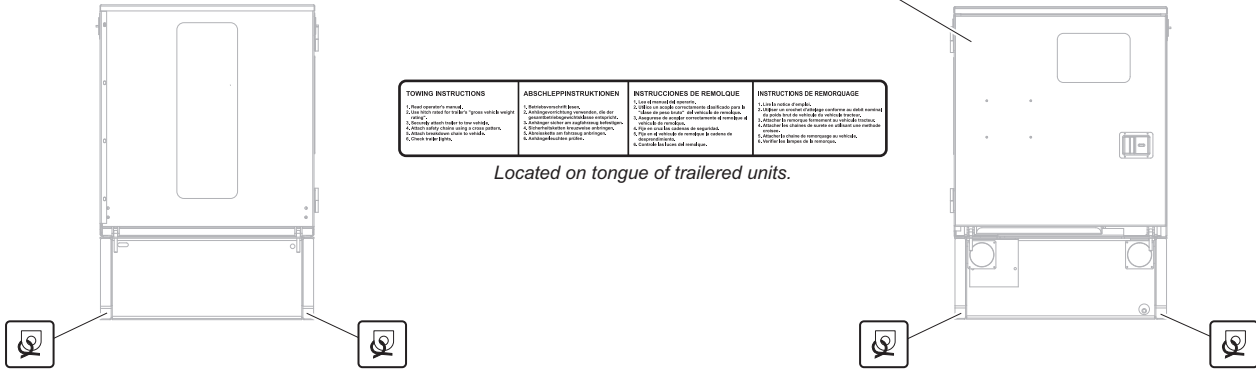 TOWING INSTRUCTIONS
1. Read operator's manual.
2. Use hitch rated for trailer's "gross vehicle weight
rating".
3. Securely attach trailer to tow vehicle.
4. Attach safety chains using a cross pattern.
5. Attach breakdown chain to vehicle.
6. Check trailer lights.
ABSCHLEPPINSTRUKTIONEN
1. Betriebsvorschrift lesen.
2. Anhängevorrichtung verwenden, die der
gesamtbetriebsgewichtklasse entspricht.
3. Anhänger sicher am zugfahrzeug befestigen.
4. Sicherheitsketten kreuzweise anbringen.
5. Abreisskette am fahrzeug anbringen.
6. Anhängerleuchten prüfen.
INSTRUCCIONES DE REMOLQUE
1. Lea el manual del operario.
2. Utilice un acople correctamente clasificado para la
"clase de peso bruto" del vehículo de remolque.
3. Asegurese de acoplar correctamente el remolque al
vehículo de remolque.
4. Fije en cruz las cadenas de seguridad.
5. Fija en el vehículo de remolque la cadena de
desprendimiento.
6. Controle las luces del remolque.
INSTRUCTIONS DE REMORQUAGE
1. Lire la notice d'emploi.
2. Utiliser un crochet d'attelage conforme au débit nominal
du poids brut de véhicule du véhicule tracteur.
3. Attacher la remorque fermement au véhicule tracteur.
4. Attacher les chaînes de sureté en utilisant une méthode
croisée.
5. Attacher la chaîne de remorquage au véhicule.
6. Verifier les lampes de la remorque.
Located on tongue of trailered units.